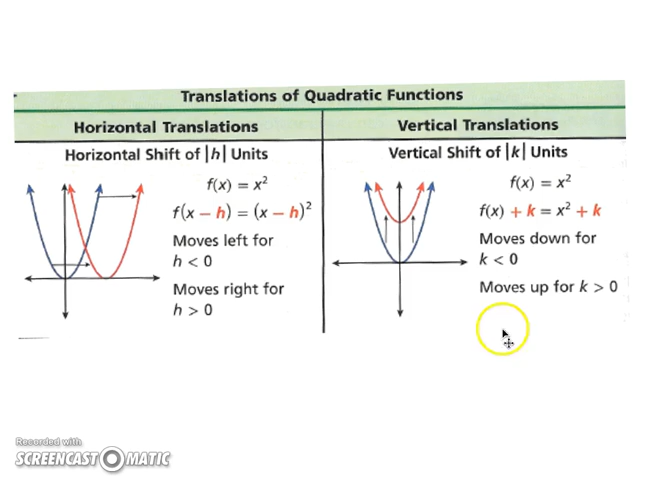 Translations of Quadratic Functions
Horizontal Translations
Horizontal Shift of |h| Units
f(x) = x²
f(x − h) = (x − h)²
Moves left for
h < 0
Moves right for
h > 0
Vertical Translations
Vertical Shift of |k| Units
f(x) = x²
f(x) + k = x² + k
Moves down for
k < 0
Moves up for k > 0
Recorded with
SCREENCAST-O-MATIC